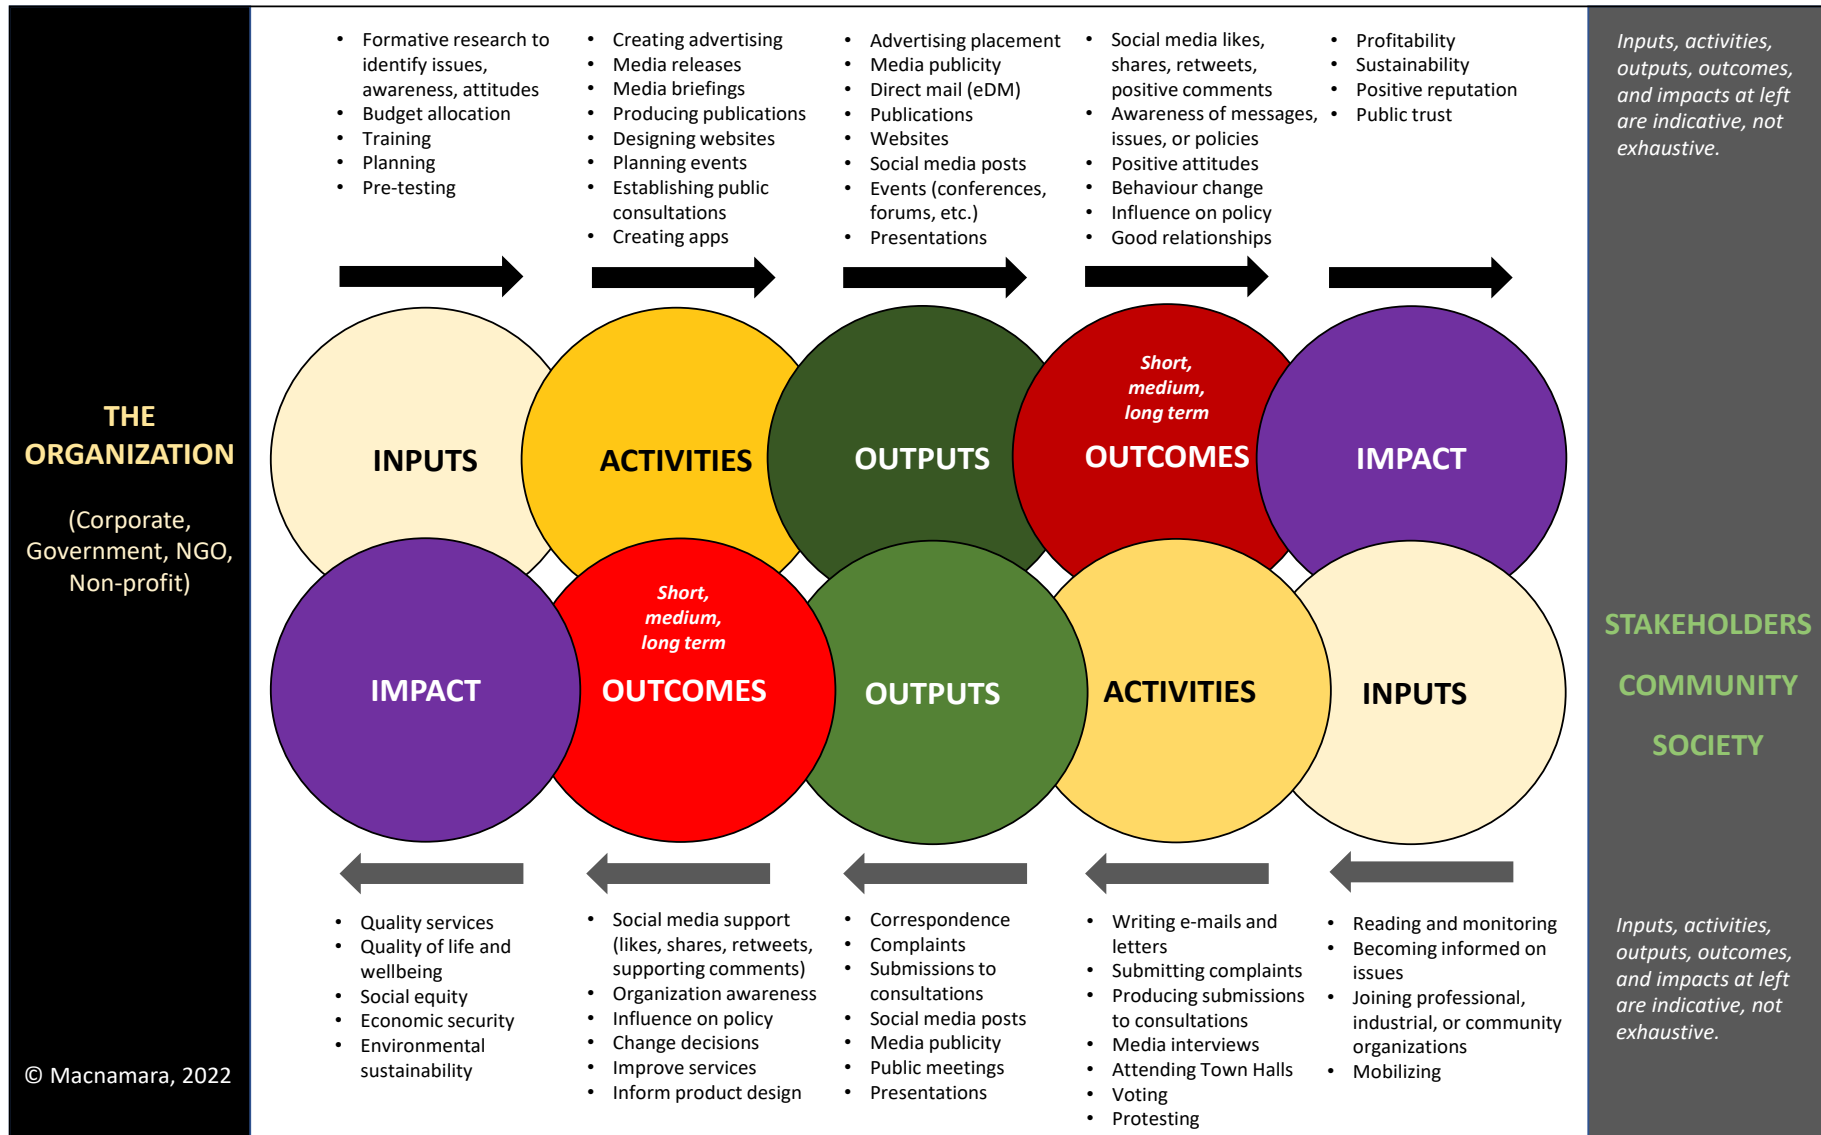 THE
ORGANIZATION
(Corporate,
Government, NGO,
Non-profit)
© Macnamara, 2022
• Formative research to
identify issues,
awareness, attitudes
• Budget allocation
• Training
• Planning
• Pre-testing
• Creating advertising
• Media releases
• Media briefings
• Producing publications
• Designing websites
• Planning events
• Establishing public
consultations
• Creating apps
• Advertising placement
• Media publicity
• Direct mail (eDM)
• Publications
• Websites
• Social media posts
• Events (conferences,
forums, etc.)
• Presentations
• Social media likes,
shares, retweets,
positive comments
• Awareness of messages,
issues, or policies
• Positive attitudes
• Behaviour change
• Influence on policy
• Good relationships
• Profitability
• Sustainability
• Positive reputation
• Public trust
Inputs, activities,
outputs, outcomes,
and impacts at left
are indicative, not
exhaustive.
INPUTS
ACTIVITIES
OUTPUTS
Short,
medium,
long term
OUTCOMES
IMPACT
IMPACT
Short,
medium,
long term
OUTCOMES
OUTPUTS
ACTIVITIES
INPUTS
STAKEHOLDERS
COMMUNITY
SOCIETY
• Quality services
• Quality of life and
wellbeing
• Social equity
• Economic security
• Environmental
sustainability
• Social media support
(likes, shares, retweets,
supporting comments)
• Organization awareness
• Influence on policy
• Change decisions
• Improve services
• Inform product design
• Correspondence
• Complaints
• Submissions to
consultations
• Social media posts
• Media publicity
• Public meetings
• Presentations
• Writing e-mails and
letters
• Submitting complaints
• Producing submissions
to consultations
• Media interviews
• Attending Town Halls
• Voting
• Protesting
• Reading and monitoring
• Becoming informed on
issues
• Joining professional,
industrial, or community
organizations
• Mobilizing
Inputs, activities,
outputs, outcomes,
and impacts at left
are indicative, not
exhaustive.